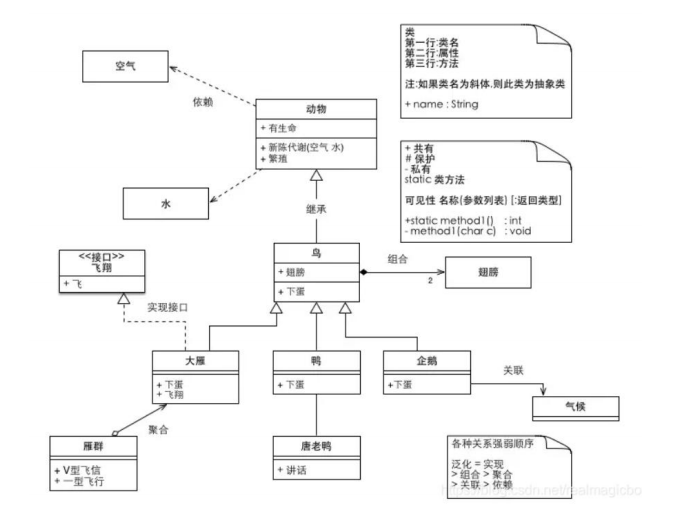 类
第一行:类名
第二行:属性
第三行:方法
注:如果类名为斜体,则此类为抽象类
+ name : String
空气
依赖
动物
+ 有生命
+ 新陈代谢(空气 水)
+ 繁殖
+ 共有
# 保护
- 私有
static 类方法
可见性 名称(参数列表) [:返回类型]
+static method1() : int
- method1(char c) : void
水
继承
<<接口>>
飞翔
+ 飞
鸟
+ 翅膀
+ 下蛋
组合
2
翅膀
实现接口
大雁
+ 下蛋
+ 飞翔
鸭
+ 下蛋
企鹅
+下蛋
关联
气候
聚合
雁群
+ V型飞信
+ 一型飞行
唐老鸭
+ 讲话
各种关系强弱顺序
泛化 = 实现
> 组合 > 聚合
> 关联 > 依赖
https://blog.csdn.net/realmagicbo